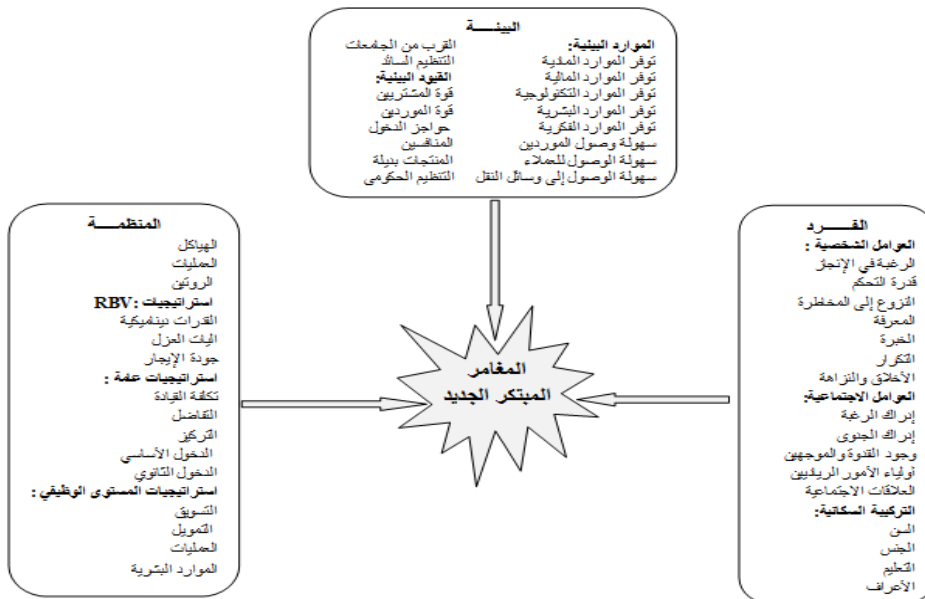 البيئـــــة
الموارد البيئية:
توفر الموارد المادية
توفر الموارد المالية
توفر الموارد التكنولوجية
توفر الموارد البشرية
توفر الموارد الفكرية
سهولة وصول الموردين
سهولة الوصول للعملاء
سهولة الوصول إلى وسائل النقل
القرب من الجامعات
التنظيم السائد
القيود البيئية:
قوة المشتريين
قوة الموردين
حواجز الدخول
المنافسين
المنتجات بديلة
التنظيم الحكومى
الفـــــرد
العوامل الشخصية :
الرغبة في الإنجاز
قدرة التحكم
النزوع إلى المخاطرة
المعرفة
الخبرة
التكرار
الأخلاق والنزاهة
العوامل الاجتماعية:
إدراك الرغبة
إدراك الجدوى
وجود القدوة والموجهين
أولياء الأمور الرياديين
العلاقات الاجتماعية
التركيبة السكانية:
السن
الجنس
التعليم
الأعراف
المغامر
المبتكر الجديد
المنظمـــــة
الهياكل
العمليات
الروتين
استراتيجيات :RBV
القدرات ديناميكية
اليات العزل
جودة الإيجار
استراتيجيات عامة :
تكلفة القيادة
التفاضل
التركيز
الدخول الأساسي
الدخول الثانوي
استراتيجيات المستوى الوظيفي :
التسويق
التمويل
العمليات
الموارد البشرية